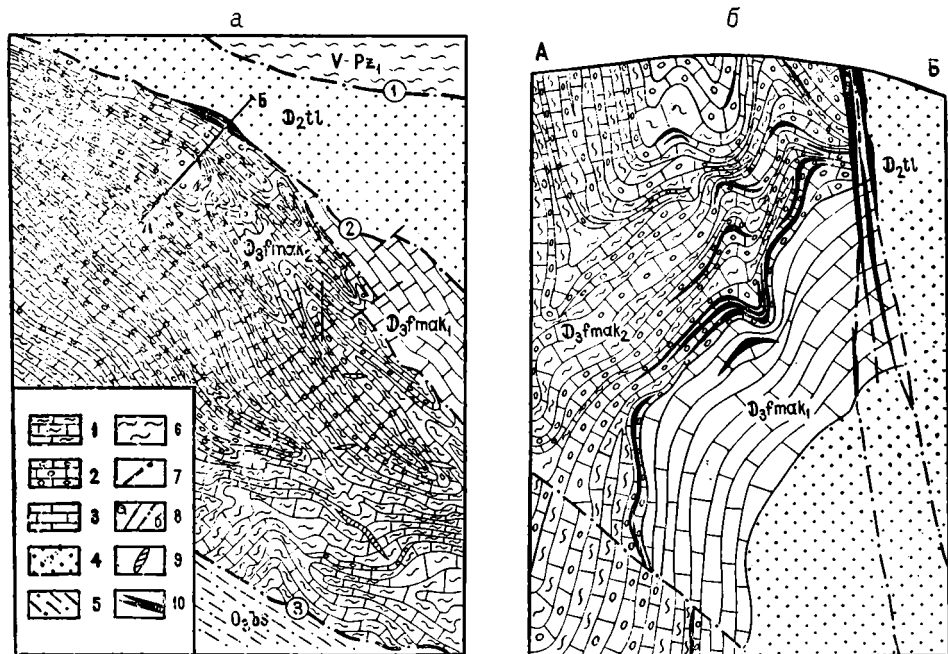 а
V-Pz₁
①
Б
D₂tl
②
D₃fmak₂
D₃fmak₁
③
1
2
3
4
5
6
7
8
а б
9
10
б
А
Б
D₂tl
D₃fmak₂
D₃fmak₁